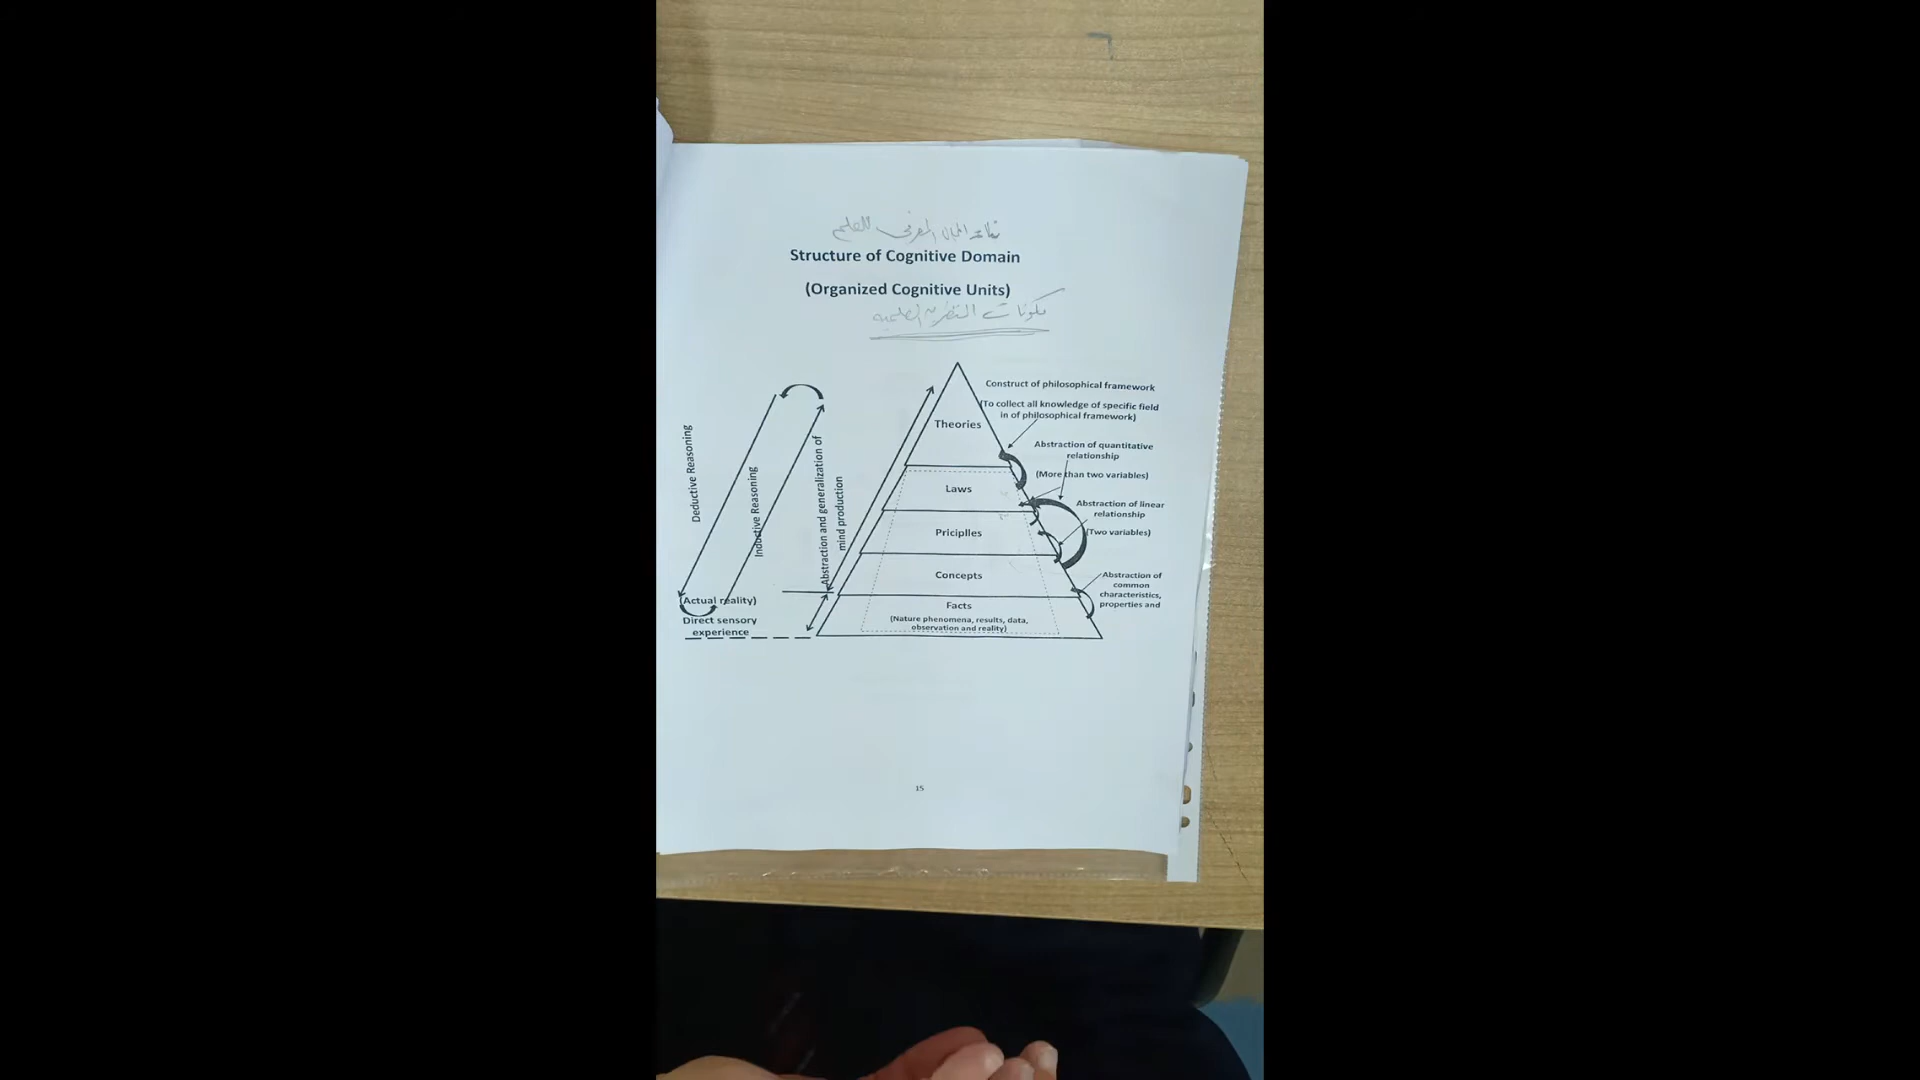 المجال المعرفي للعلم
Structure of Cognitive Domain
(Organized Cognitive Units)
مكونات النظرية العلمية
Construct of philosophical framework
(To collect all knowledge of specific field
in of philosophical framework)
Theories
Abstraction of quantitative
relationship
(More than two variables)
Laws
Abstraction of linear
relationship
(Two variables)
Priciplles
Concepts
Abstraction of
common
characteristics,
properties and
Facts
(Nature phenomena, results, data,
observation and reality)
Deductive Reasoning
Inductive Reasoning
Abstraction and generalization of
mind production
(Actual reality)
Direct sensory
experience
15